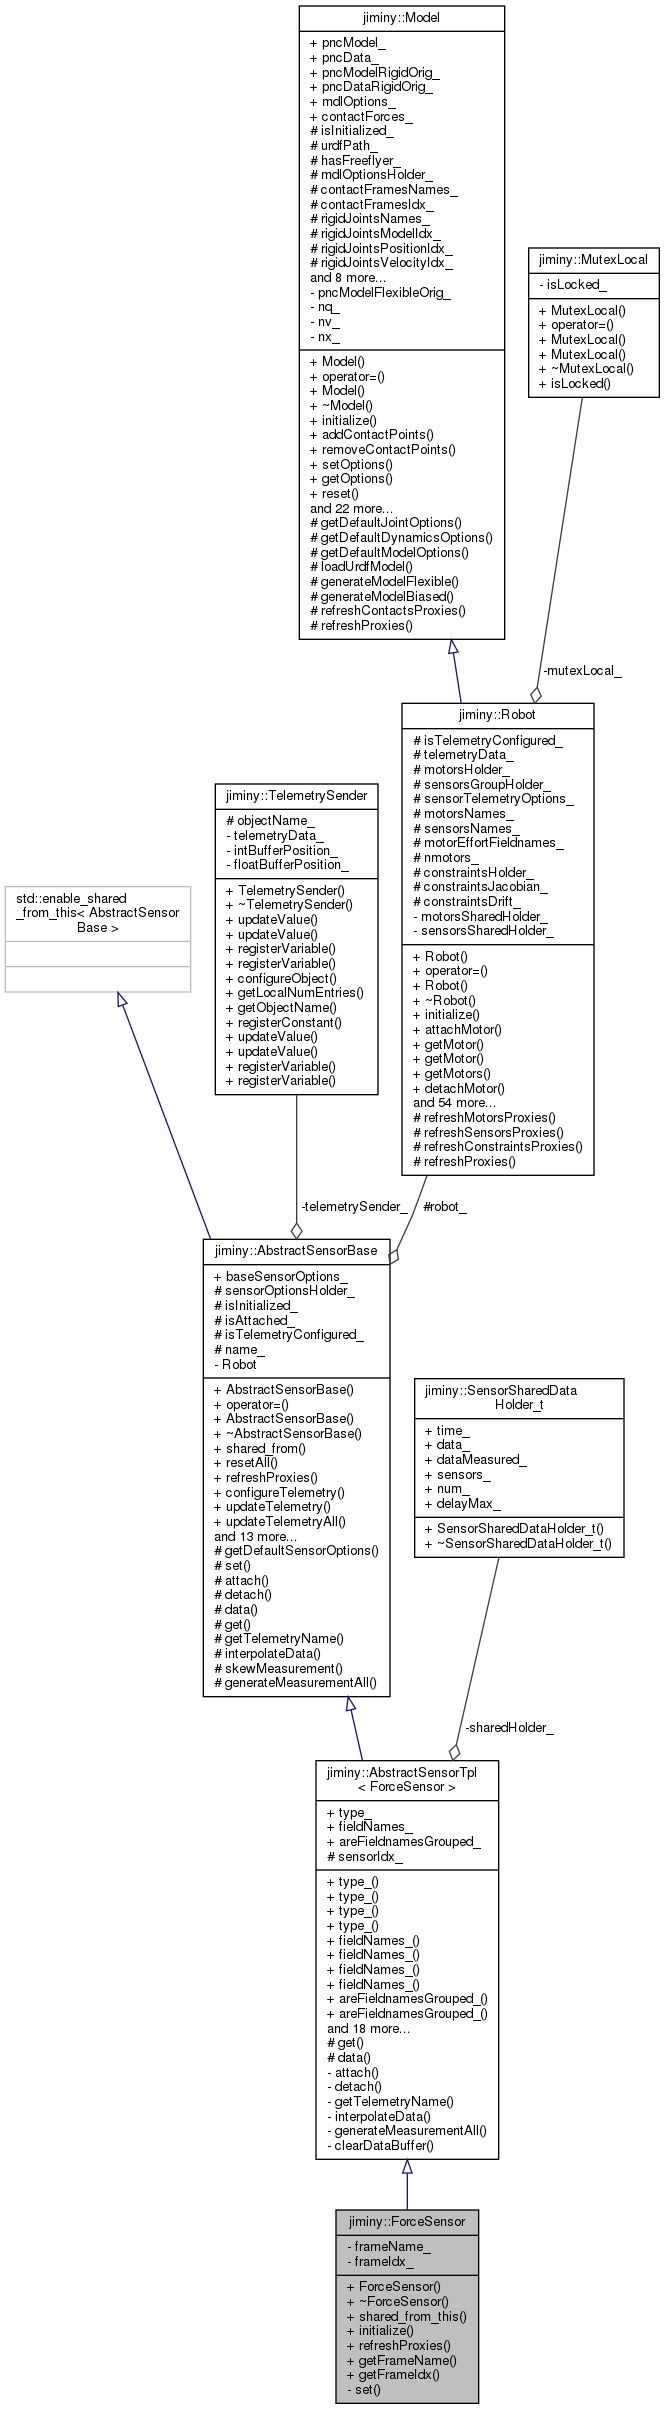 jiminy::Model
+ pncModel_
+ pncData_
+ pncModelRigidOrig_
+ pncDataRigidOrig_
+ mdlOptions_
+ contactForces_
# isInitialized_
# urdfPath_
# hasFreeflyer_
# mdlOptionsHolder_
# contactFramesNames_
# contactFramesIdx_
# rigidJointsNames_
# rigidJointsModelIdx_
# rigidJointsPositionIdx_
# rigidJointsVelocityIdx_
and 8 more...
- pncModelFlexibleOrig_
- nq_
- nv_
- nx_
+ Model()
+ operator=()
+ Model()
+ ~Model()
+ initialize()
+ addContactPoints()
+ removeContactPoints()
+ setOptions()
+ getOptions()
+ reset()
and 22 more...
# getDefaultJointOptions()
# getDefaultDynamicsOptions()
# getDefaultModelOptions()
# loadUrdfModel()
# generateModelFlexible()
# generateModelBiased()
# refreshContactsProxies()
# refreshProxies()
jiminy::MutexLocal
- isLocked_
+ MutexLocal()
+ operator=()
+ MutexLocal()
+ MutexLocal()
+ ~MutexLocal()
+ isLocked()
-mutexLocal_
jiminy::Robot
# isTelemetryConfigured_
# telemetryData_
# motorsHolder_
# sensorsGroupHolder_
# sensorTelemetryOptions_
# motorsNames_
# sensorsNames_
# motorEffortFieldnames_
# nmotors_
# constraintsHolder_
# constraintsJacobian_
# constraintsDrift_
- motorsSharedHolder_
- sensorsSharedHolder_
+ Robot()
+ operator=()
+ Robot()
+ ~Robot()
+ initialize()
+ attachMotor()
+ getMotor()
+ getMotor()
+ getMotors()
+ detachMotor()
and 54 more...
# refreshMotorsProxies()
# refreshSensorsProxies()
# refreshConstraintsProxies()
# refreshProxies()
jiminy::TelemetrySender
# objectName_
- telemetryData_
- intBufferPosition_
- floatBufferPosition_
+ TelemetrySender()
+ ~TelemetrySender()
+ updateValue()
+ updateValue()
+ registerVariable()
+ registerVariable()
+ configureObject()
+ getLocalNumEntries()
+ getObjectName()
+ registerConstant()
+ updateValue()
+ updateValue()
+ registerVariable()
+ registerVariable()
std::enable_shared
_from_this< AbstractSensor
Base >
-telemetrySender_
#robot_
jiminy::AbstractSensorBase
+ baseSensorOptions_
# sensorOptionsHolder_
# isInitialized_
# isAttached_
# isTelemetryConfigured_
# name_
- Robot
+ AbstractSensorBase()
+ operator=()
+ AbstractSensorBase()
+ ~AbstractSensorBase()
+ shared_from()
+ resetAll()
+ refreshProxies()
+ configureTelemetry()
+ updateTelemetry()
+ updateTelemetryAll()
and 13 more...
# getDefaultSensorOptions()
# set()
# attach()
# detach()
# data()
# get()
# getTelemetryName()
# interpolateData()
# skewMeasurement()
# generateMeasurementAll()
jiminy::SensorSharedData
Holder_t
+ time_
+ data_
+ dataMeasured_
+ sensors_
+ num_
+ delayMax_
+ SensorSharedDataHolder_t()
+ ~SensorSharedDataHolder_t()
-sharedHolder_
jiminy::AbstractSensorTpl
< ForceSensor >
+ type_
+ fieldNames_
+ areFieldnamesGrouped_
# sensorIdx_
+ type_()
+ type_()
+ type_()
+ type_()
+ fieldNames_()
+ fieldNames_()
+ fieldNames_()
+ fieldNames_()
+ areFieldnamesGrouped_()
+ areFieldnamesGrouped_()
and 18 more...
# get()
# data()
- attach()
- detach()
- getTelemetryName()
- interpolateData()
- generateMeasurementAll()
- clearDataBuffer()
jiminy::ForceSensor
- frameName_
- frameIdx_
+ ForceSensor()
+ ~ForceSensor()
+ shared_from_this()
+ initialize()
+ refreshProxies()
+ getFrameName()
+ getFrameIdx()
- set()